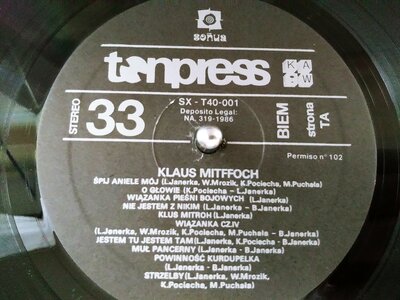 sonua
tonpress
KAW
STEREO
33
SX - T40-001
Depósito Legal:
NA. 319-1986
BIEM
strona
TA
Permiso n° 102
KLAUS MITFFOCH
ŚPIJ ANIELE MÓJ (L.Janerka, W.Mrozik, K.Pociecha, M.Puchała)
O GŁOWIE (K.Pociecha - L.Janerka)
WIĄZANKA PIEŚNI BOJOWYCH (L.Janerka)
NIE JESTEM Z NIKIM (L.Janerka - B.Janerka)
KLUS MITROH (L.Janerka)
WIĄZANKA CZ.IV
(L.Janerka, W.Mrozik, K.Pociecha, M.Puchała)
JESTEM TU JESTEM TAM (L.Janerka, K.Pociecha - B.Janerka)
MUŁ PANCERNY (L.Janerka - B.Janerka)
POWINNOŚĆ KURDUPELKA
(L.Janerka - B.Janerka)
STRZELBY (L.Janerka, W.Mrozik,
K.Pociecha, M.Puchała)